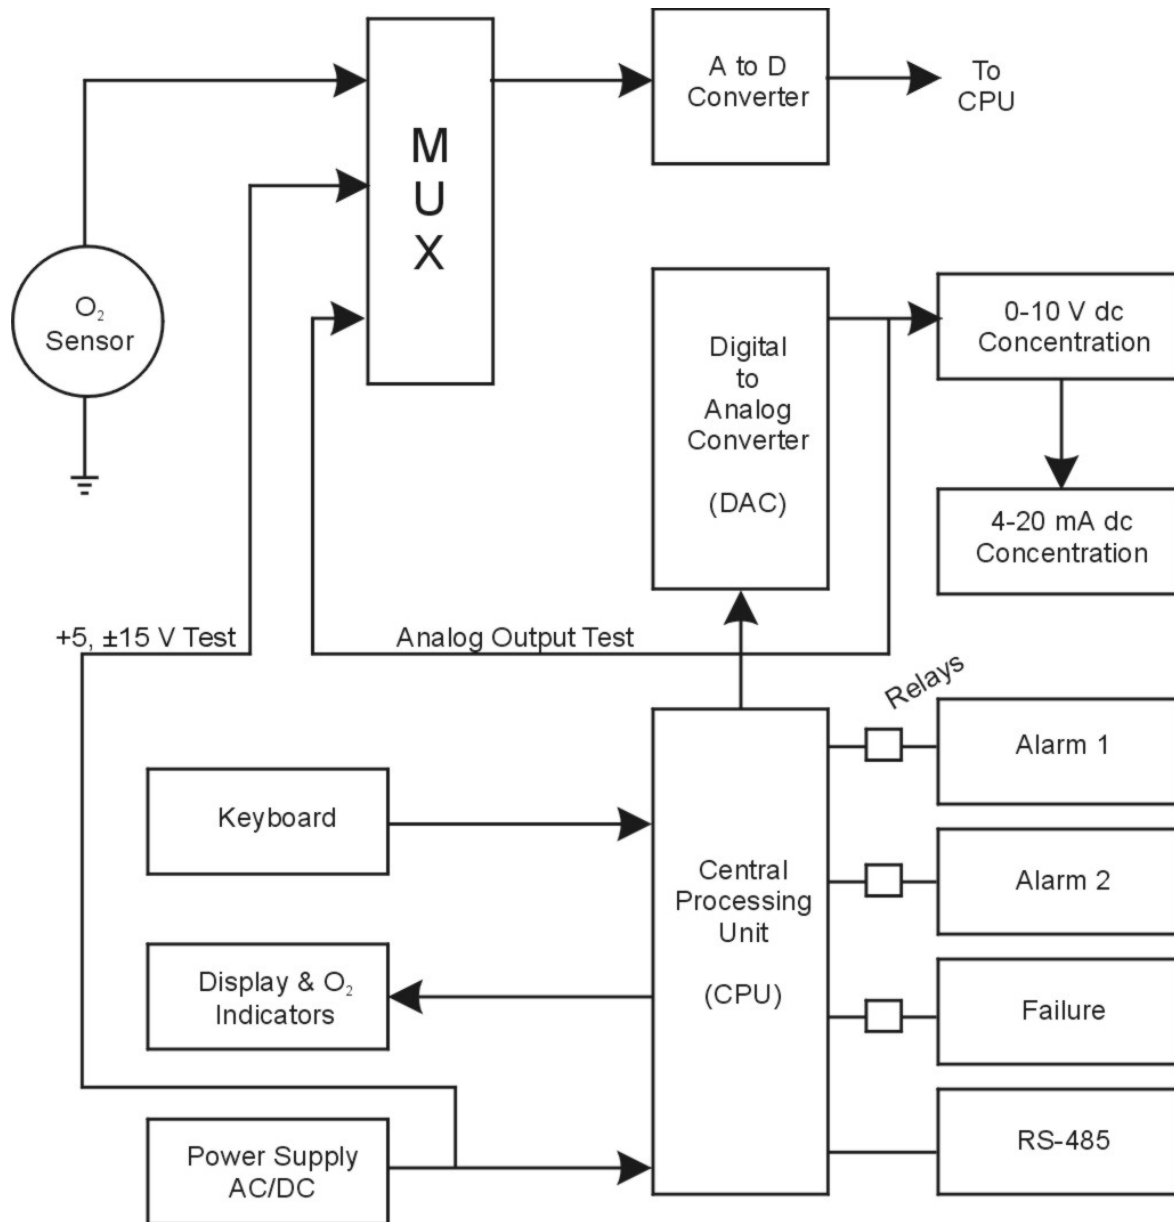 A to D
Converter
To
CPU
M
U
X
O₂
Sensor
Digital
to
Analog
Converter
(DAC)
0-10 V dc
Concentration
4-20 mA dc
Concentration
+5, ±15 V Test
Analog Output Test
Relays
Alarm 1
Keyboard
Central
Processing
Unit
(CPU)
Alarm 2
Display & O₂
Indicators
Failure
Power Supply
AC/DC
RS-485